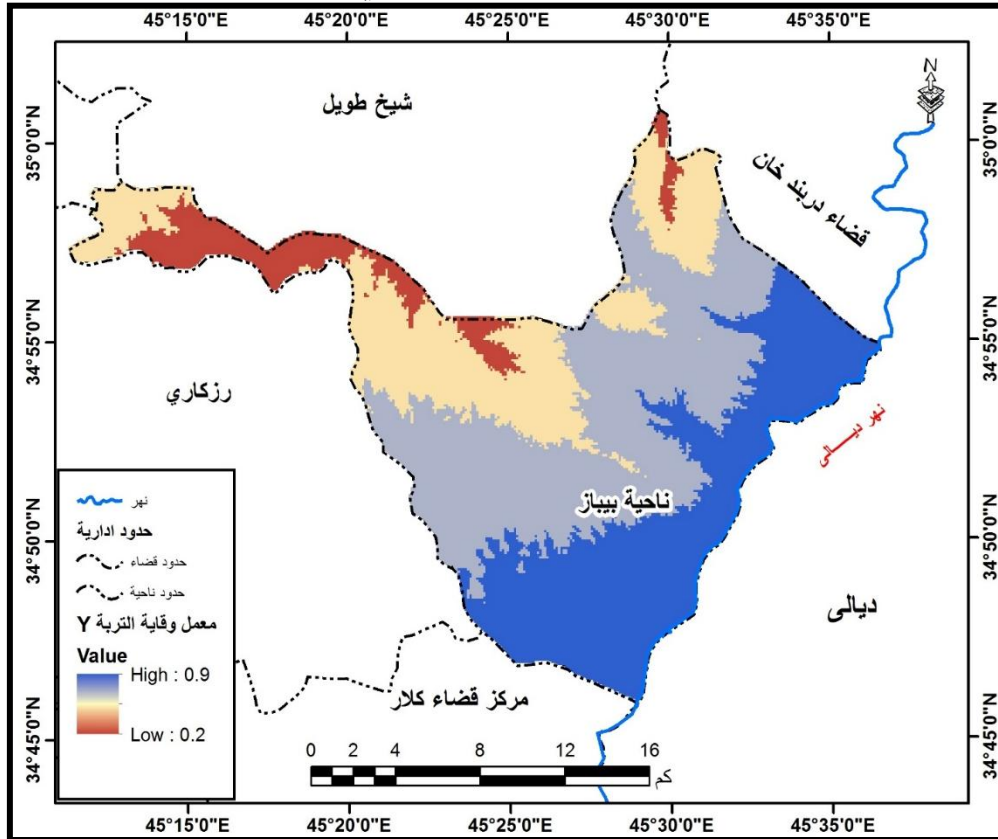 45°15'0"E 45°20'0"E 45°25'0"E 45°30'0"E 45°35'0"E
N
شيخ طويل
قضاء دربند خان
35°0'0"N 35°0'0"N
34°55'0"N 34°55'0"N
رزكاري
نهر ديـــالى
ناحية بيباز
34°50'0"N 34°50'0"N
ديالى
مركز قضاء كلار
34°45'0"N 34°45'0"N
نهر
حدود ادارية
حدود قضاء
حدود ناحية
معمل وقاية التربة Y
Value
High : 0.9
Low : 0.2
0 2 4 8 12 16
كم
45°15'0"E 45°20'0"E 45°25'0"E 45°30'0"E 45°35'0"E